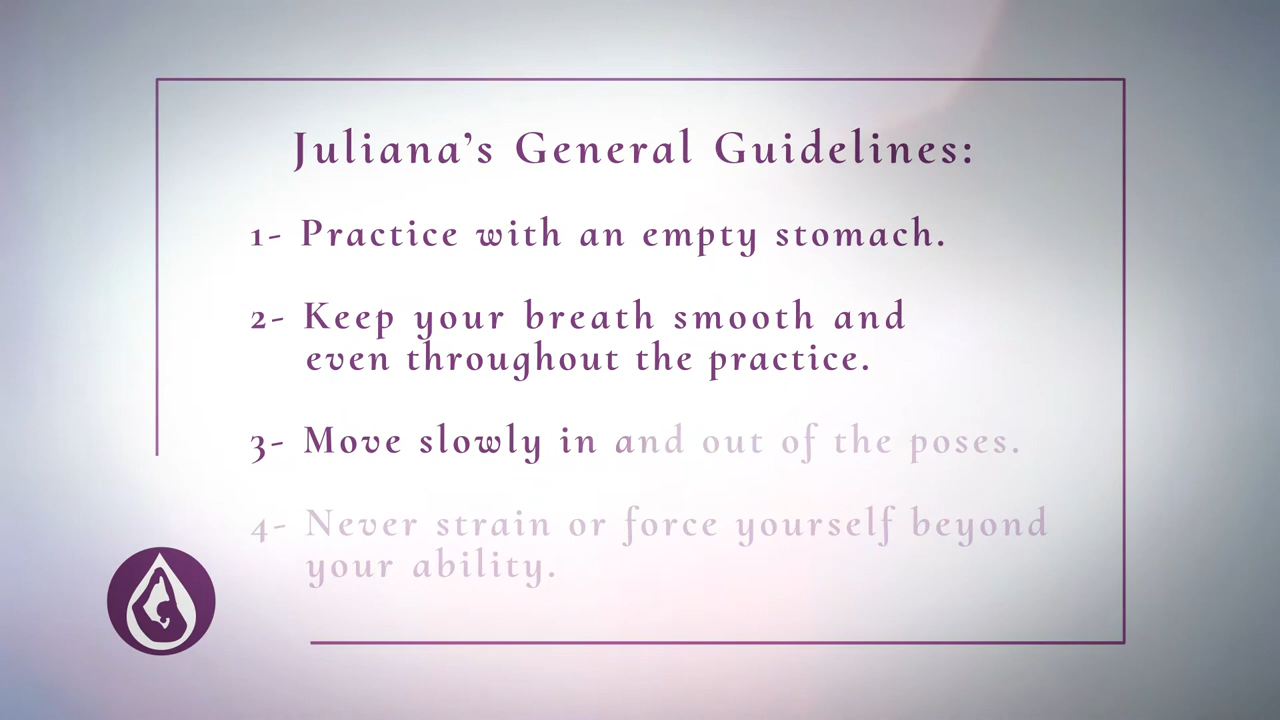 Juliana’s General Guidelines:
1- Practice with an empty stomach.
2- Keep your breath smooth and
even throughout the practice.
3- Move slowly in and out of the poses.
4- Never strain or force yourself beyond
your ability.